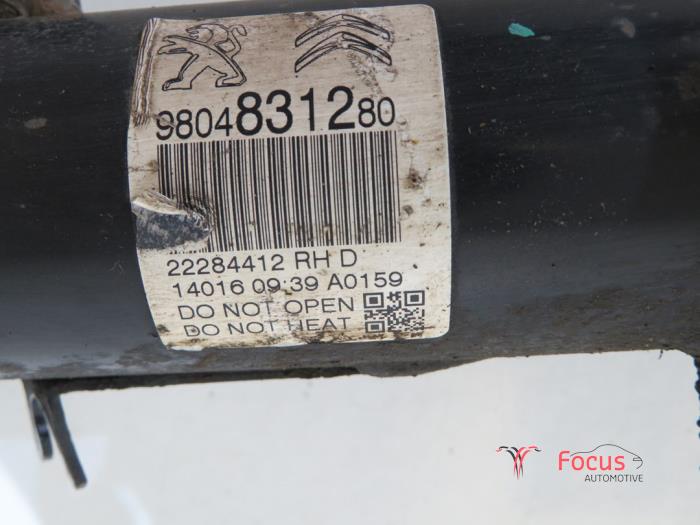 9804831280
22284412 RH D
14016 09:39 A0159
DO NOT OPEN
DO NOT HEAT
Focus
AUTOMOTIVE